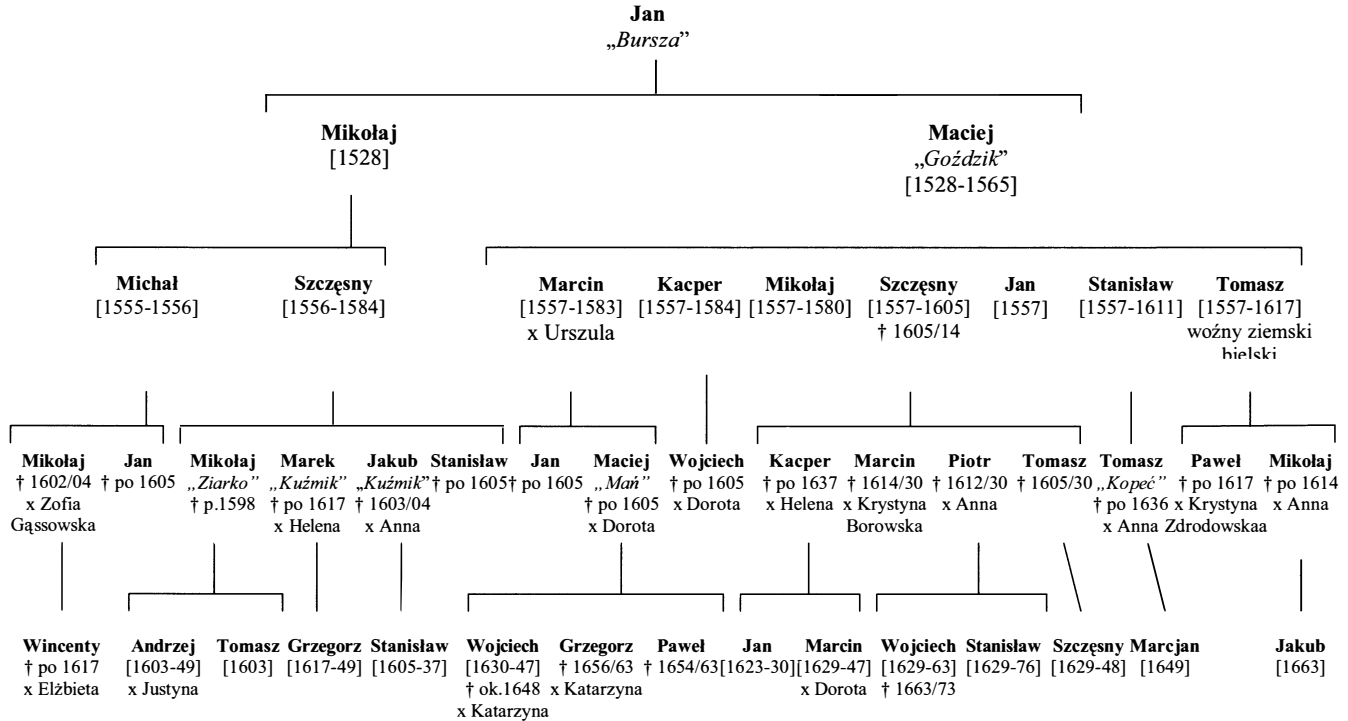 Jan
„Bursza”
Mikołaj
[1528]
Maciej
„Goździk”
[1528-1565]
Michał
[1555-1556]
Szczęsny
[1556-1584]
Marcin
[1557-1583]
x Urszula
Kacper
[1557-1584]
Mikołaj
[1557-1580]
Szczęsny
[1557-1605]
† 1605/14
Jan
[1557]
Stanisław
[1557-1611]
Tomasz
[1557-1617]
woźny ziemski
bielski
Mikołaj
† 1602/04
x Zofia
Gąssowska
Jan
† po 1605
Mikołaj
„Ziarko”
† p.1598
Marek
„Kuźmik”
† po 1617
x Helena
Jakub
„Kuźmik”
† 1603/04
x Anna
Stanisław
† po 1605
Jan
† po 1605
Maciej
„Mań”
† po 1605
x Dorota
Wojciech
† po 1605
x Dorota
Kacper
† po 1637
x Helena
Marcin
† 1614/30
x Krystyna
Borowska
Piotr
† 1612/30
x Anna
Tomasz
† 1605/30
Tomasz
„Kopeć”
† po 1636
x Anna
Paweł
† po 1617
x Krystyna
Zdrodowskaa
Mikołaj
† po 1614
x Anna
Wincenty
† po 1617
x Elżbieta
Andrzej
[1603-49]
x Justyna
Tomasz
[1603]
Grzegorz
[1617-49]
Stanisław
[1605-37]
Wojciech
[1630-47]
† ok.1648
x Katarzyna
Grzegorz
† 1656/63
x Katarzyna
Paweł
† 1654/63
Jan
[1623-30]
Marcin
[1629-47]
x Dorota
Wojciech
[1629-63]
† 1663/73
Stanisław
[1629-76]
Szczęsny
[1629-48]
Marcjan
[1649]
Jakub
[1663]